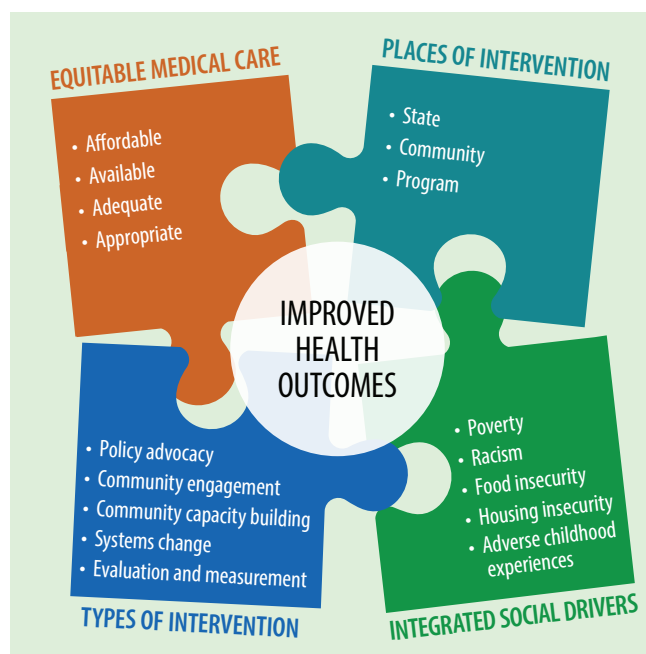 EQUITABLE MEDICAL CARE
• Affordable
• Available
• Adequate
• Appropriate
PLACES OF INTERVENTION
• State
• Community
• Program
IMPROVED
HEALTH
OUTCOMES
• Policy advocacy
• Community engagement
• Community capacity building
• Systems change
• Evaluation and measurement
TYPES OF INTERVENTION
• Poverty
• Racism
• Food insecurity
• Housing insecurity
• Adverse childhood
experiences
INTEGRATED SOCIAL DRIVERS